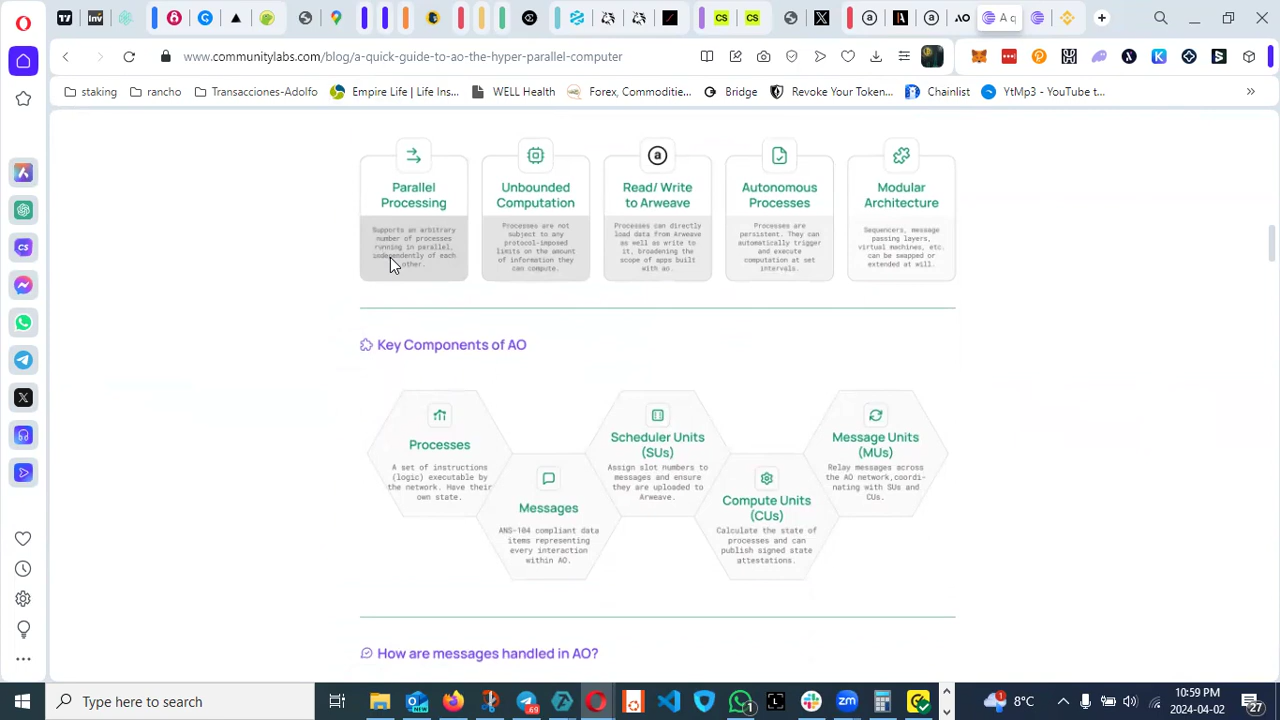 www.communitylabs.com/blog/a-quick-guide-to-ao-the-hyper-parallel-computer
staking
rancho
Transacciones-Adolfo
Empire Life | Life Ins...
WELL Health
Forex, Commoditie...
Bridge
Revoke Your Token...
Chainlist
YtMp3 - YouTube t...
Parallel
Processing
Supports an arbitrary
number of processes
running in parallel,
independently of each
other.
Unbounded
Computation
Processes are not
subject to any
protocol-imposed
limits on the amount
of information they
can compute.
Read/ Write
to Arweave
Processes can directly
load data from Arweave
as well as write to
it, broadening the
scope of apps built
with ao.
Autonomous
Processes
Processes are
persistent. They can
automatically trigger
and execute
computation at set
intervals.
Modular
Architecture
Sequencers, message
passing layers,
virtual machines, etc.
can be swapped or
extended at will.
Key Components of AO
Processes
A set of instructions
(logic) executable by
the network. Have their
own state.
Messages
ANS-104 compliant data
items representing
every interaction
within AO.
Scheduler Units
(SUs)
Assign slot numbers to
messages and ensure
they are uploaded to
Arweave.
Compute Units
(CUs)
Calculate the state of
processes and can
publish signed state
attestations.
Message Units
(MUs)
Relay messages across
the AO network,coordi-
nating with SUs and
CUs.
How are messages handled in AO?
Type here to search
8°C
10:59 PM
2024-04-02
27